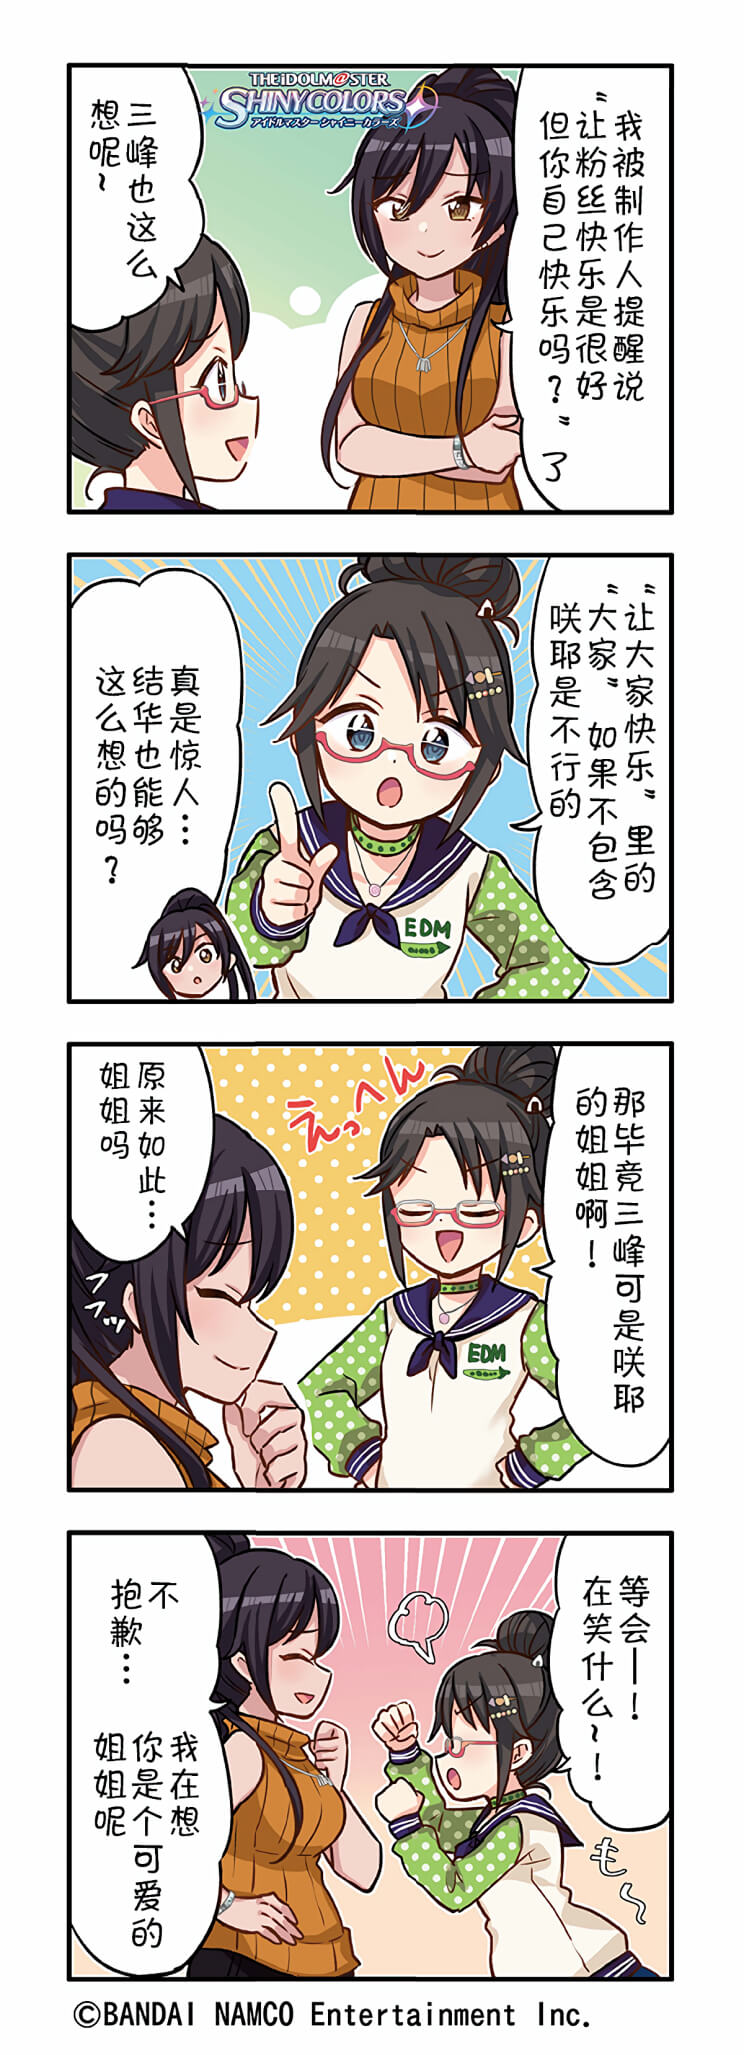 THE iDOLM@STER
SHINYCOLORS
アイドルマスター シャイニーカラーズ
我被制作人提醒说
“让粉丝快乐是很好
但你自己快乐吗？”了
三峰也这么
想呢~
“让大家快乐”里的
“大家”如果不包含
咲耶是不行的
真是惊人…
结华也能够
这么想的吗？
EDM
那毕竟三峰可是咲耶
的姐姐啊！
えっへん
原来如此…
姐姐吗
フフッ
EDM
等会—！
在笑什么~！
不
抱歉…
我在想
你是个可爱的
姐姐呢
も~
©BANDAI NAMCO Entertainment Inc.